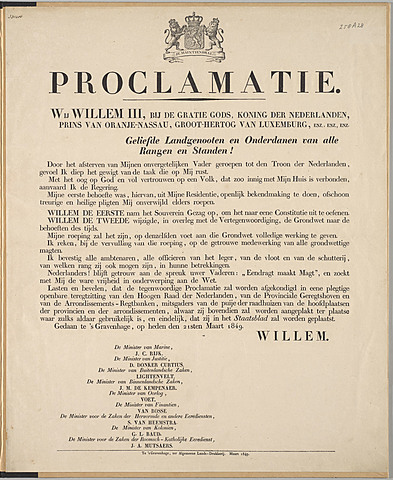 258A28
JE MAINTIENDRAI
PROCLAMATIE.
WIJ WILLEM III, BIJ DE GRATIE GODS, KONING DER NEDERLANDEN,
PRINS VAN ORANJE-NASSAU, GROOT-HERTOG VAN LUXEMBURG, ENZ. ENZ. ENZ.
Geliefde Landgenooten en Onderdanen van alle
Rangen en Standen!
Door het afsterven van Mijnen onvergetelijken Vader geroepen tot den Troon der Nederlanden,
gevoel Ik diep het gewigt van de taak die op Mij rust.
Met het oog op God en vol vertrouwen op een Volk, dat zoo innig met Mijn Huis is verbonden,
aanvaard Ik de Regering.
Mijne eerste behoefte was, hiervan, uit Mijne Residentie, openlijk bekendmaking te doen, ofschoon
treurige en heilige pligten Mij onverwijld elders roepen.
WILLEM DE EERSTE nam het Souverein Gezag op, om het naar eene Constitutie uit te oefenen.
WILLEM DE TWEEDE wijzigde, in overleg met de Vertegenwoordiging, de Grondwet naar de
behoeften des tijds.
Mijne roeping zal het zijn, op denzelfden voet aan die Grondwet volledige werking te geven.
Ik reken, bij de vervulling van die roeping, op de getrouwe medewerking van alle grondwettige
magten.
Ik bevestig alle ambtenaren, alle officieren van het leger, van de vloot en van de schutterij,
van welken rang zij ook mogen zijn, in hunne betrekkingen.
Nederlanders! blijft getrouw aan de spreuk uwer Vaderen: „Eendragt maakt Magt", en zoekt
met Mij de ware vrijheid in onderwerping aan de Wet.
Lasten en bevelen, dat de tegenwoordige Proclamatie zal worden afgekondigd in eene plegtige
openbare teregtzitting van den Hoogen Raad der Nederlanden, van de Provinciale Geregtshoven en
van de Arrondissements-Regtbanken, mitsgaders van de puije der raadhuizen van de hoofdplaatsen
der provincien en der arrondissementen, alwaar zij bovendien zal worden aangeplakt ter plaatse
waar zulks aldaar gebruikelijk is, en eindelijk, dat zij in het Staatsblad zal worden geplaatst.
Gedaan te 's Gravenhage, op heden den 21sten Maart 1849.
WILLEM.
De Minister van Marine,
J. C. RIJK.
De Minister van Justitie,
D. DONKER CURTIUS.
De Minister van Buitenlandsche Zaken,
LIGHTENVELT.
De Minister van Binnenlandsche Zaken,
J. M. DE KEMPENAER.
De Minister van Oorlog,
VOET.
De Minister van Finantien,
VAN BOSSE.
De Minister voor de Zaken der Hervormde en andere Eerediensten,
S. VAN HEEMSTRA.
De Minister van Kolonien,
G. L. BAUD.
De Minister voor de Zaken der Roomsch-Katholijke Eeredienst,
J. A. MUTSAERS.
Te 's Gravenhage, ter Algemeene Lands-Drukkerij. Maart 1849.